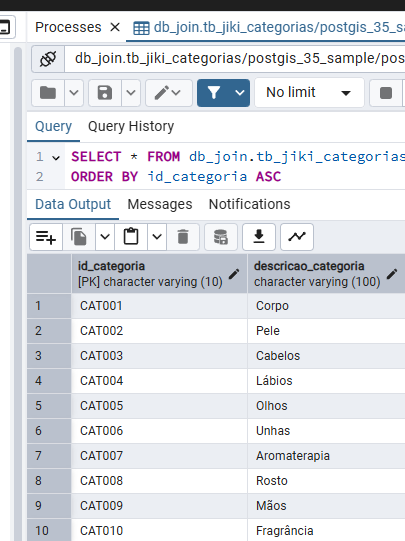 Processes
db_join.tb_jiki_categorias/postgis_35_s
db_join.tb_jiki_categorias/postgis_35_sample/pos
No limit
Query Query History
1 SELECT * FROM db_join.tb_jiki_categorias
2 ORDER BY id_categoria ASC
Data Output Messages Notifications
id_categoria descricao_categoria
[PK] character varying (10) character varying (100)
1 CAT001 Corpo
2 CAT002 Pele
3 CAT003 Cabelos
4 CAT004 Lábios
5 CAT005 Olhos
6 CAT006 Unhas
7 CAT007 Aromaterapia
8 CAT008 Rosto
9 CAT009 Mãos
10 CAT010 Fragrância